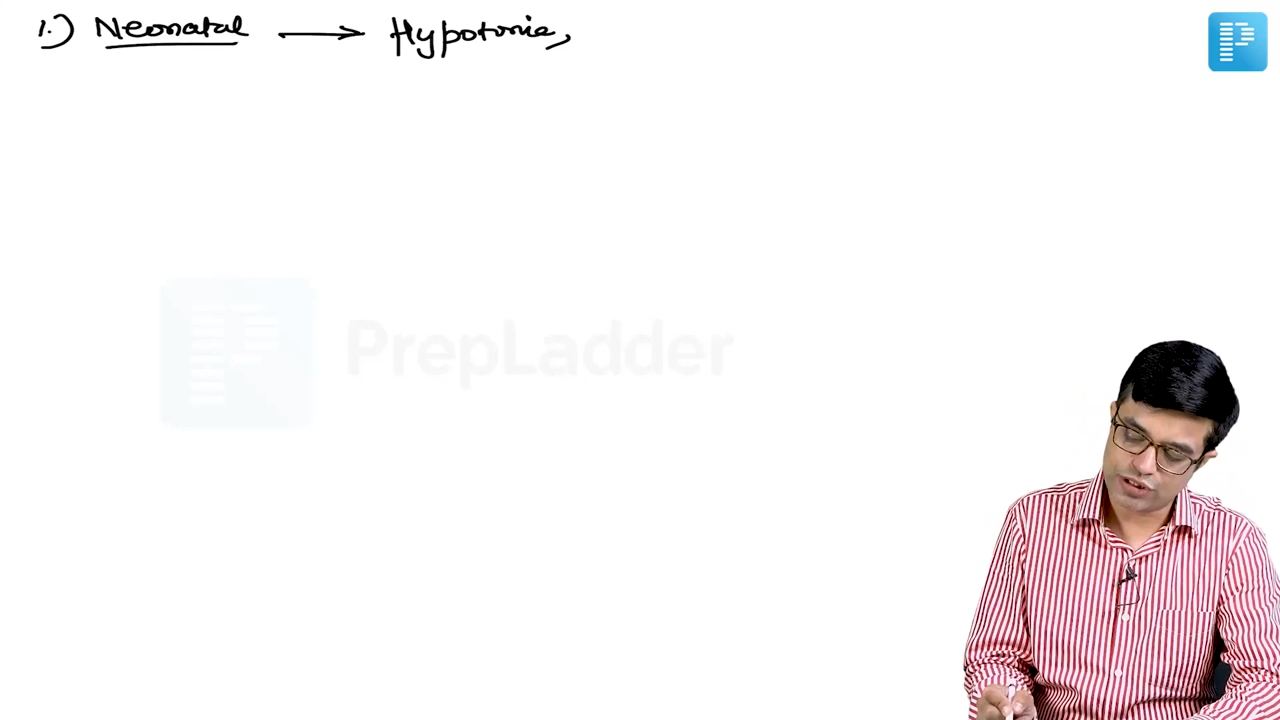 1.) Neonatal → Hypotonia,
PrepLadder